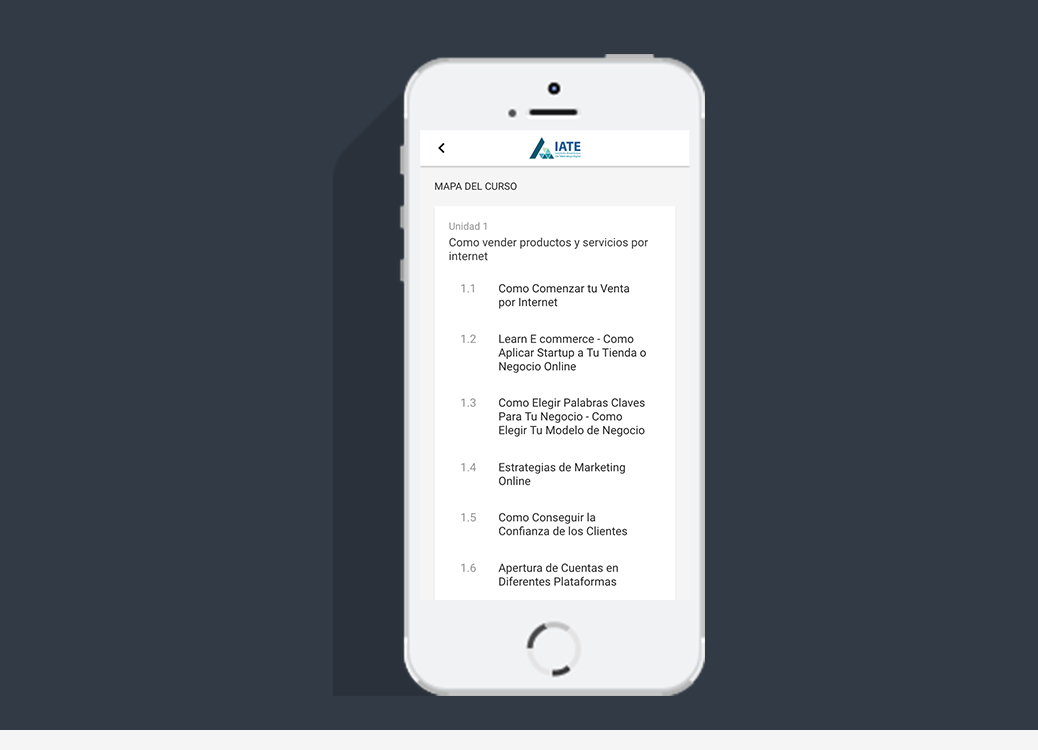 IATE
MAPA DEL CURSO
Unidad 1
Como vender productos y servicios por
internet
1.1 Como Comenzar tu Venta
por Internet
1.2 Learn E commerce - Como
Aplicar Startup a Tu Tienda o
Negocio Online
1.3 Como Elegir Palabras Claves
Para Tu Negocio - Como
Elegir Tu Modelo de Negocio
1.4 Estrategias de Marketing
Online
1.5 Como Conseguir la
Confianza de los Clientes
1.6 Apertura de Cuentas en
Diferentes Plataformas